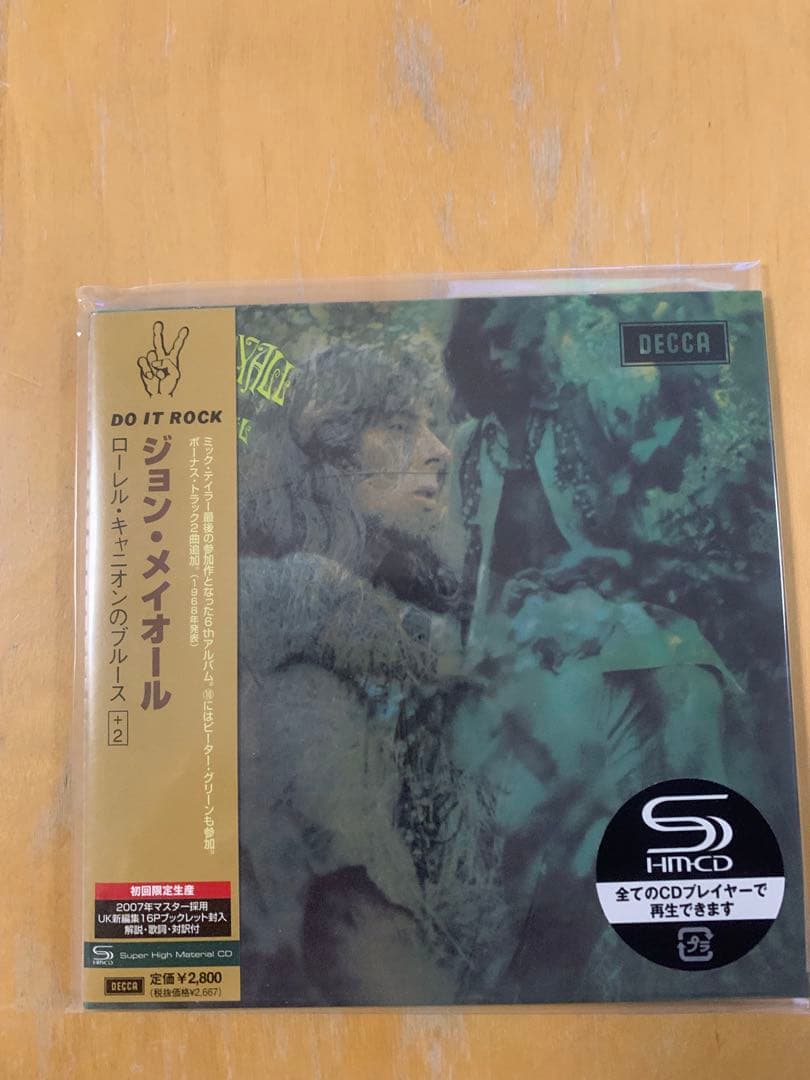 DO IT ROCK
ジョン・メイオール
ローレル・キャニオンのブルース +2
ミック・テイラー最後の参加作となった6thアルバム。⑩にはピーター・グリーンも参加。
ボーナス・トラック2曲追加。(1968年発表)
初回限定生産
2007年マスター採用
UK新編集16Pブックレット封入
解説・歌詞・対訳付
HM-CD
Super High Material CD
DECCA
定価¥2,800
(税抜価格¥2,667)
YALL
DECCA
HM-CD
全てのCDプレイヤーで
再生できます
プラ